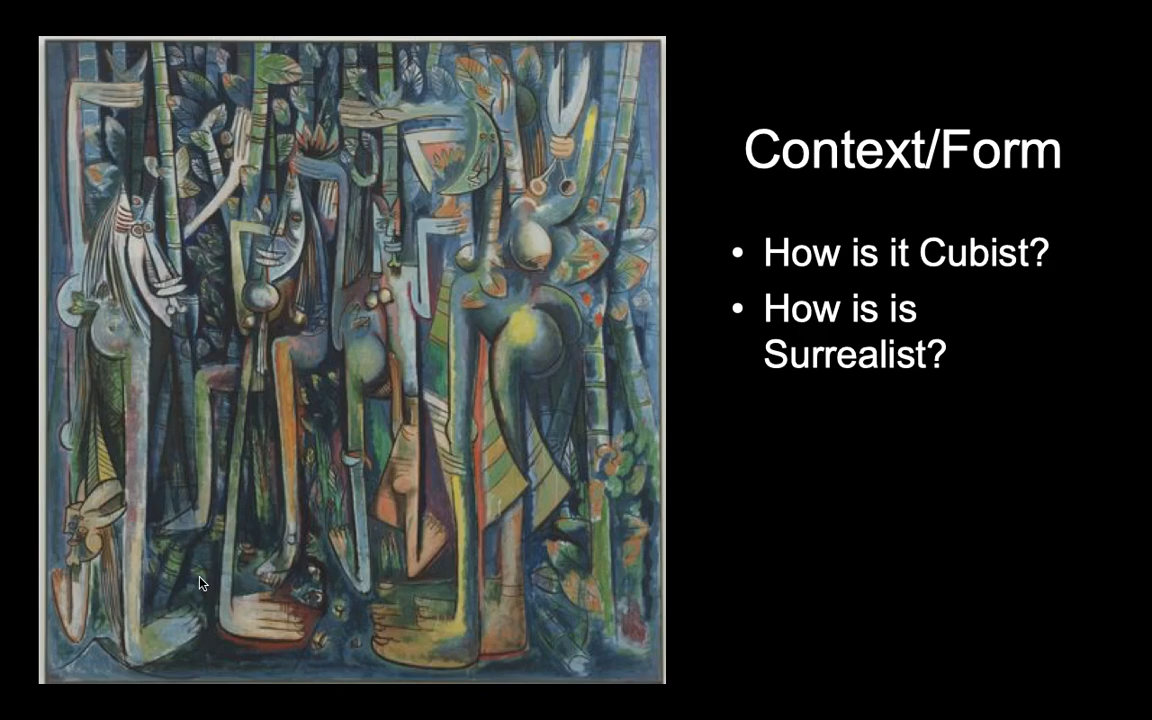 Context/Form
• How is it Cubist?
• How is is
Surrealist?